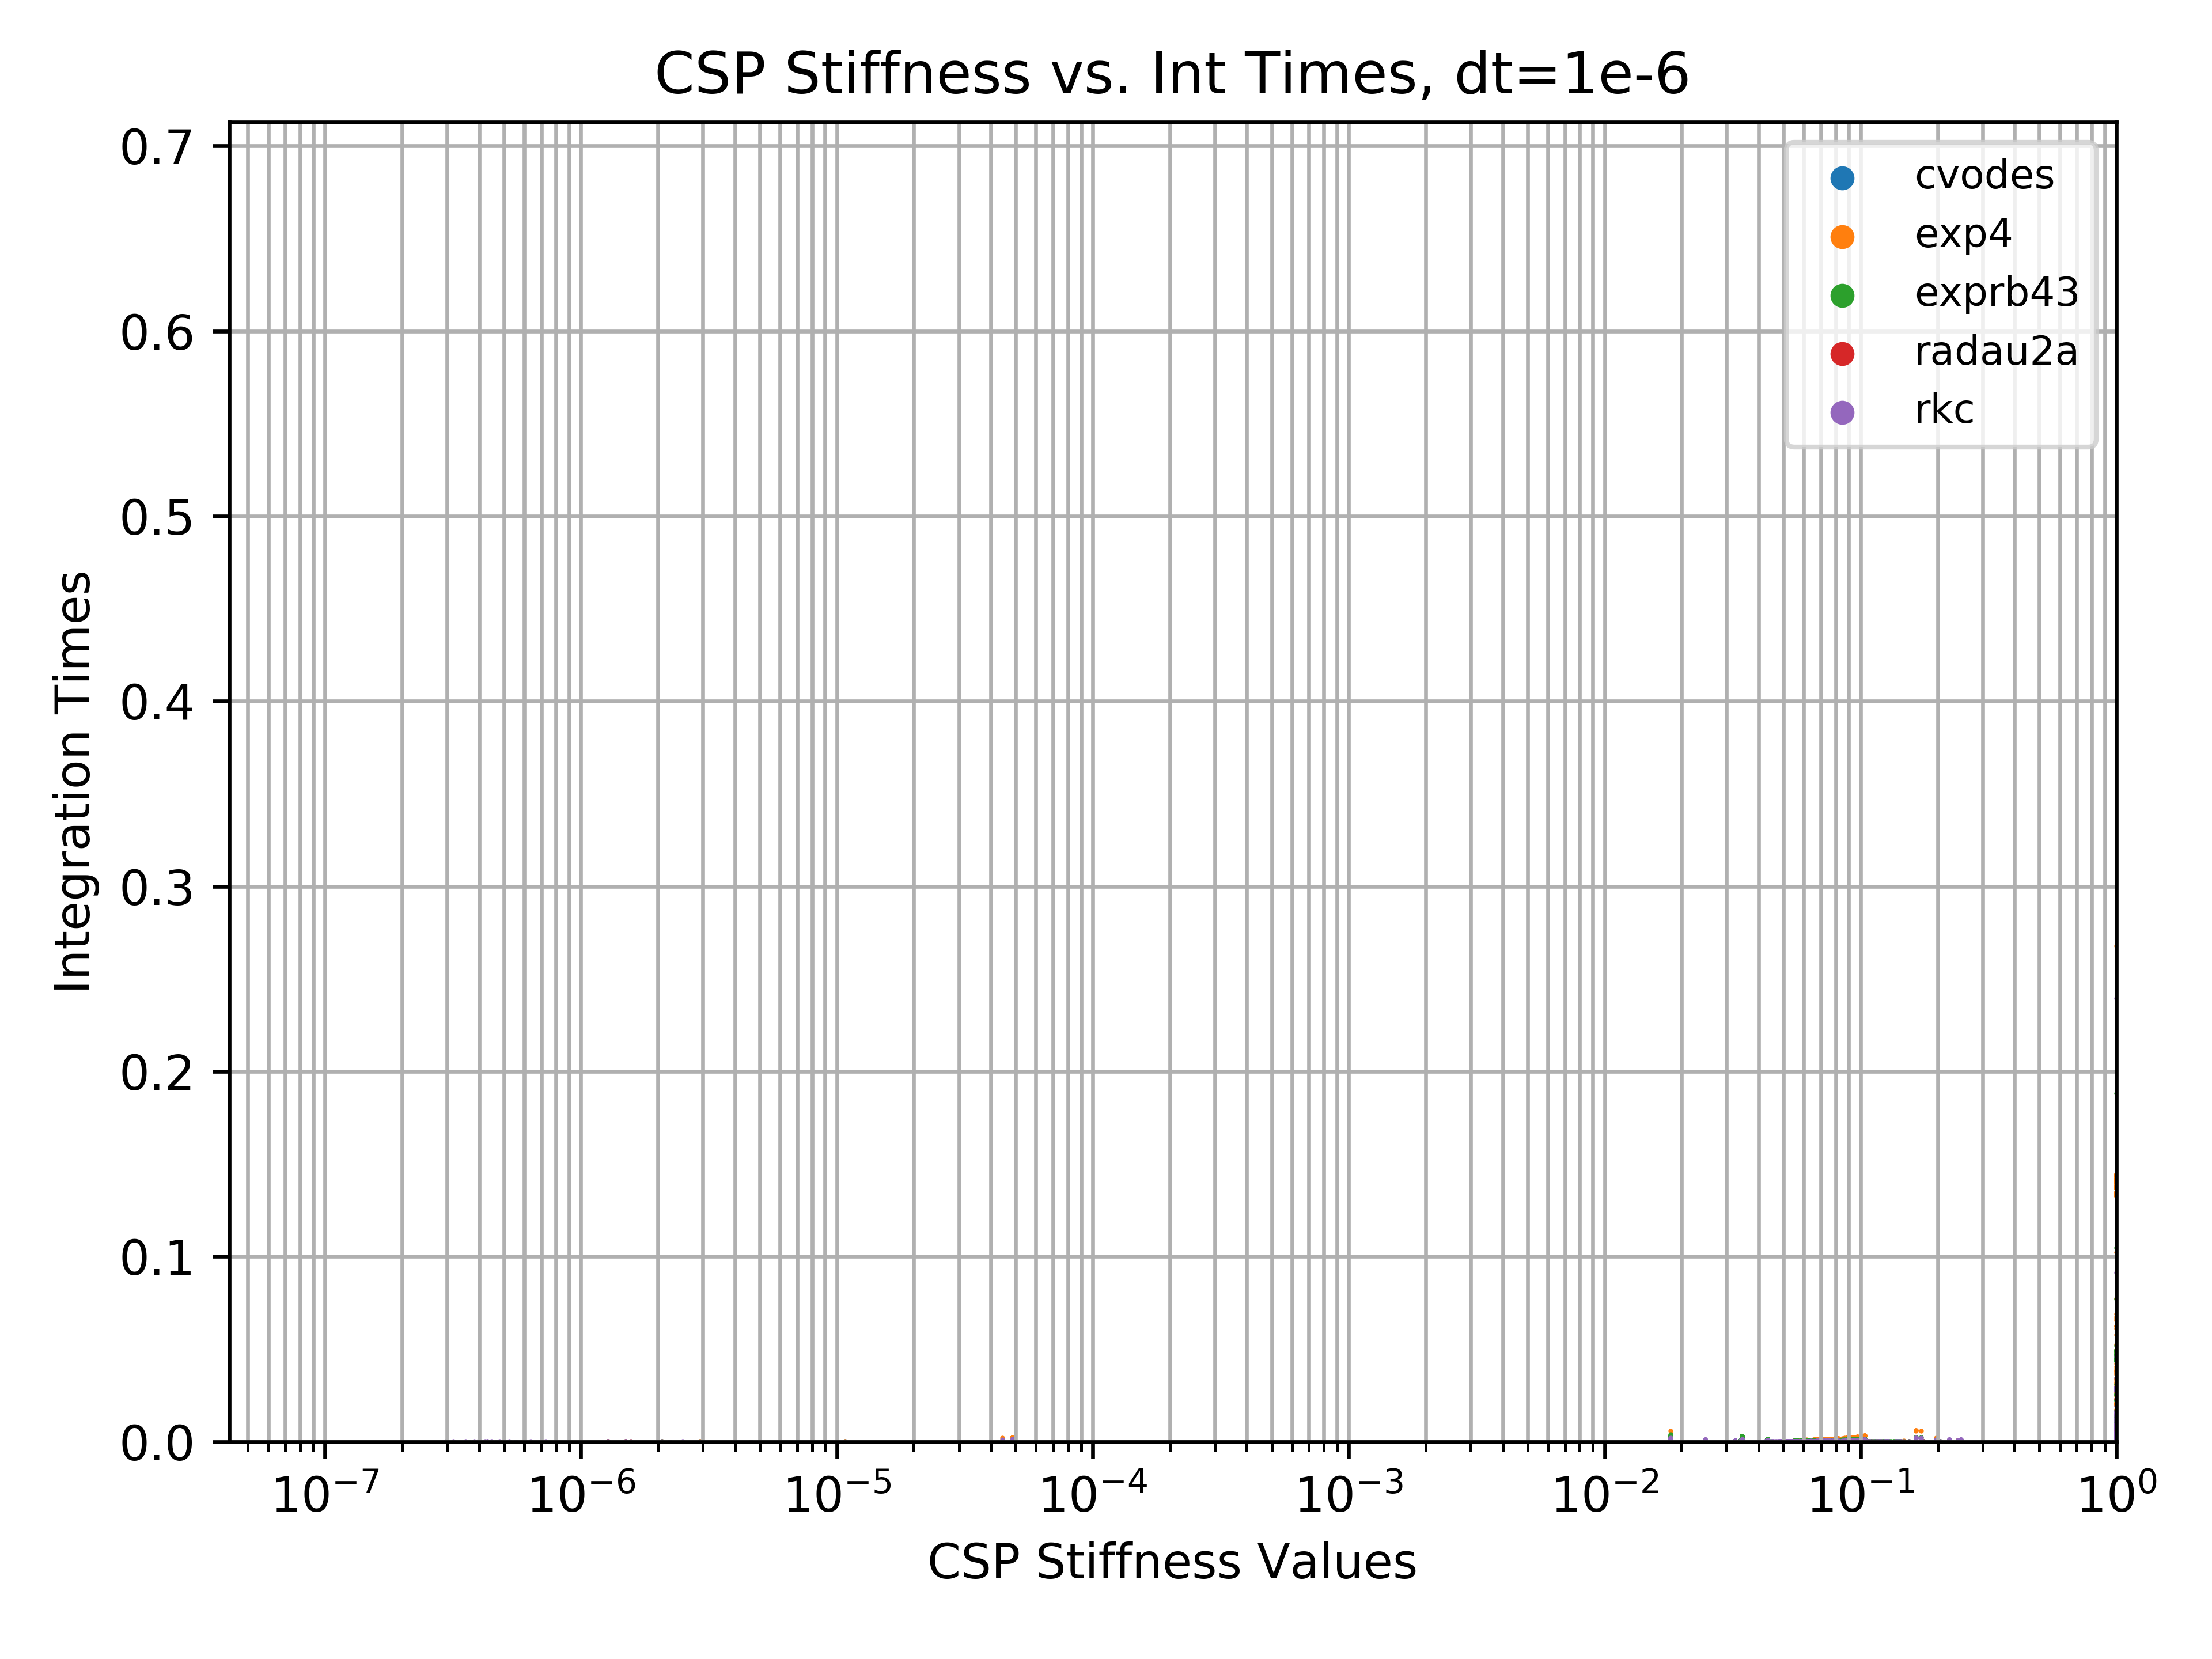 CSP Stiffness vs. Int Times, dt=1e-6
0.7
0.6
0.5
0.4
0.3
0.2
0.1
0.0
Integration Times
cvodes
exp4
exprb43
radau2a
rkc
10⁻⁷ 10⁻⁶ 10⁻⁵ 10⁻⁴ 10⁻³ 10⁻² 10⁻¹ 10⁰
CSP Stiffness Values